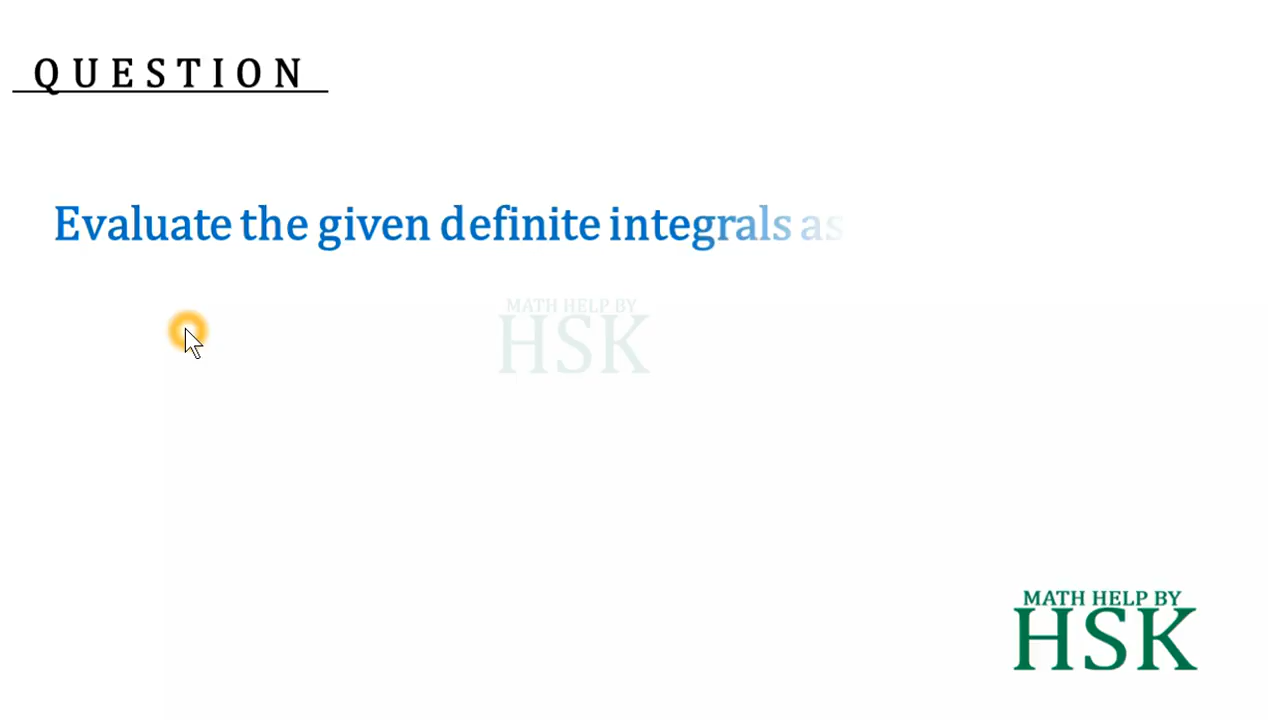 QUESTION
Evaluate the given definite integrals as
MATH HELP BY
HSK
MATH HELP BY
HSK